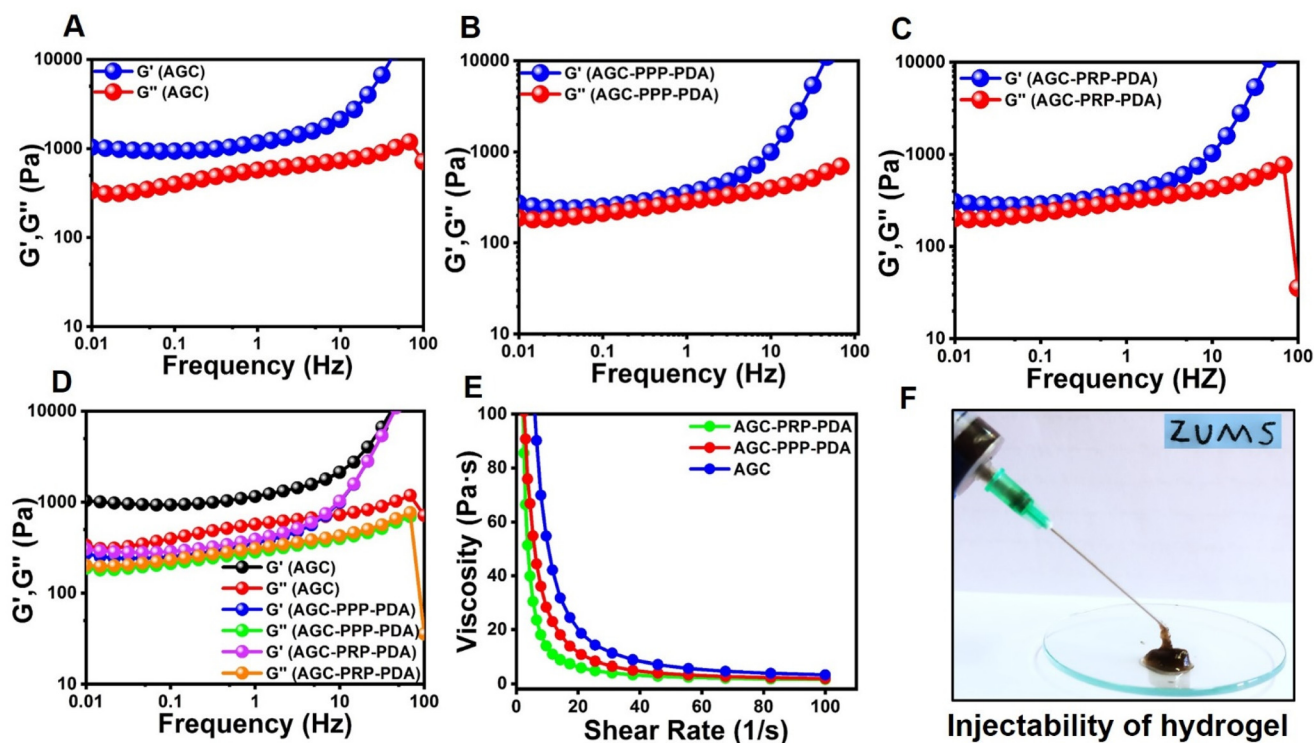 A
G' (AGC)
G'' (AGC)
G',G'' (Pa)
10000
1000
100
10
0.01
0.1
1
10
100
Frequency (Hz)
B
G' (AGC-PPP-PDA)
G'' (AGC-PPP-PDA)
G',G'' (Pa)
10000
1000
100
10
0.01
0.1
1
10
100
Frequency (Hz)
C
G' (AGC-PRP-PDA)
G'' (AGC-PRP-PDA)
G',G'' (Pa)
10000
1000
100
10
0.01
0.1
1
10
100
Frequency (HZ)
D
G' (AGC)
G'' (AGC)
G' (AGC-PPP-PDA)
G'' (AGC-PPP-PDA)
G' (AGC-PRP-PDA)
G'' (AGC-PRP-PDA)
G',G'' (Pa)
10000
1000
100
10
0.01
0.1
1
10
100
Frequency (Hz)
E
AGC-PRP-PDA
AGC-PPP-PDA
AGC
Viscosity (Pa·s)
100
80
60
40
20
0
0
20
40
60
80
100
Shear Rate (1/s)
F
ZUMS
Injectability of hydrogel